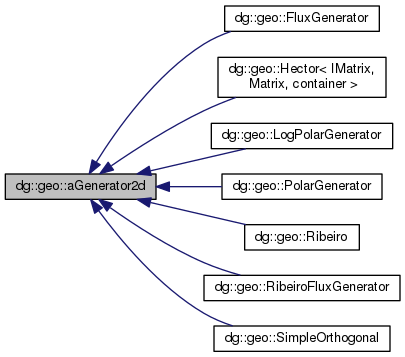 dg::geo::FluxGenerator
dg::geo::Hector< IMatrix,
Matrix, container >
dg::geo::LogPolarGenerator
dg::geo::aGenerator2d
dg::geo::PolarGenerator
dg::geo::Ribeiro
dg::geo::RibeiroFluxGenerator
dg::geo::SimpleOrthogonal